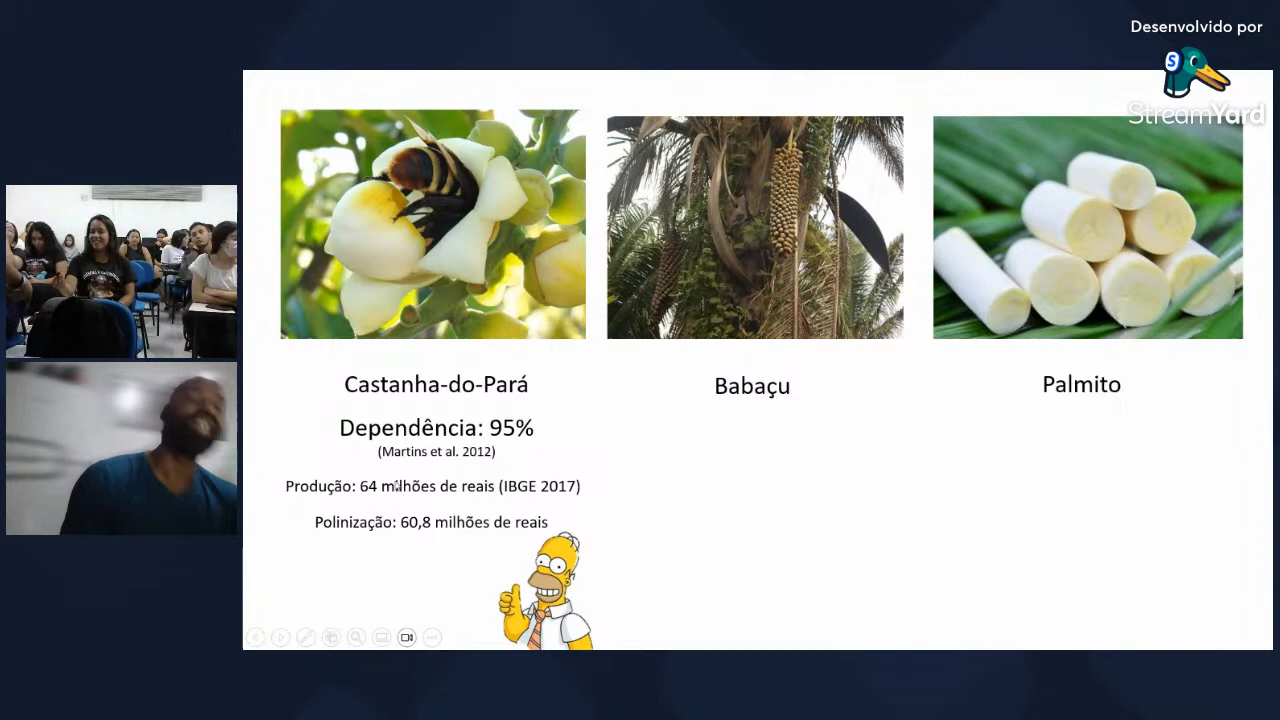 Desenvolvido por
StreamYard
Castanha-do-Pará
Babaçu
Palmito
Dependência: 95%
(Martins et al. 2012)
Produção: 64 milhões de reais (IBGE 2017)
Polinização: 60,8 milhões de reais